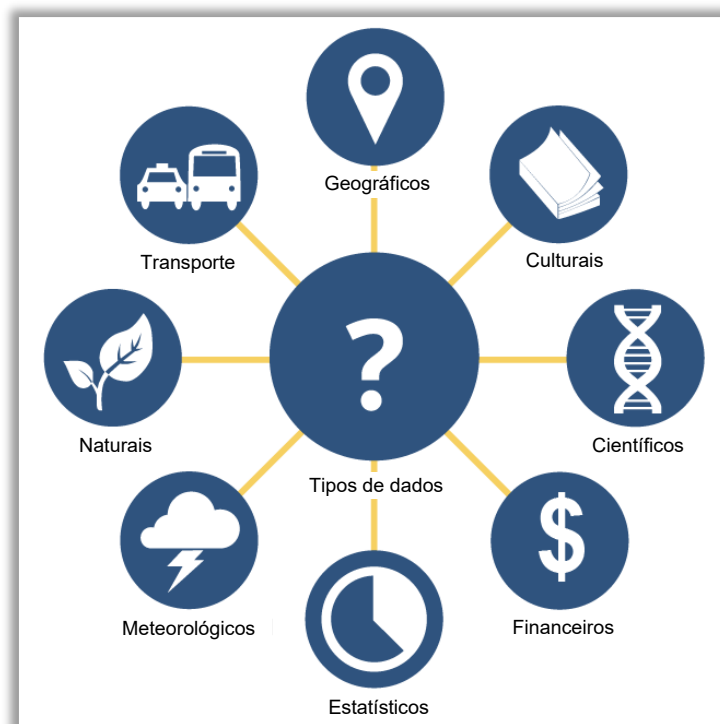 Geográficos
Culturais
Transporte
Científicos
Naturais
?
Tipos de dados
Meteorológicos
$
Financeiros
Estatísticos